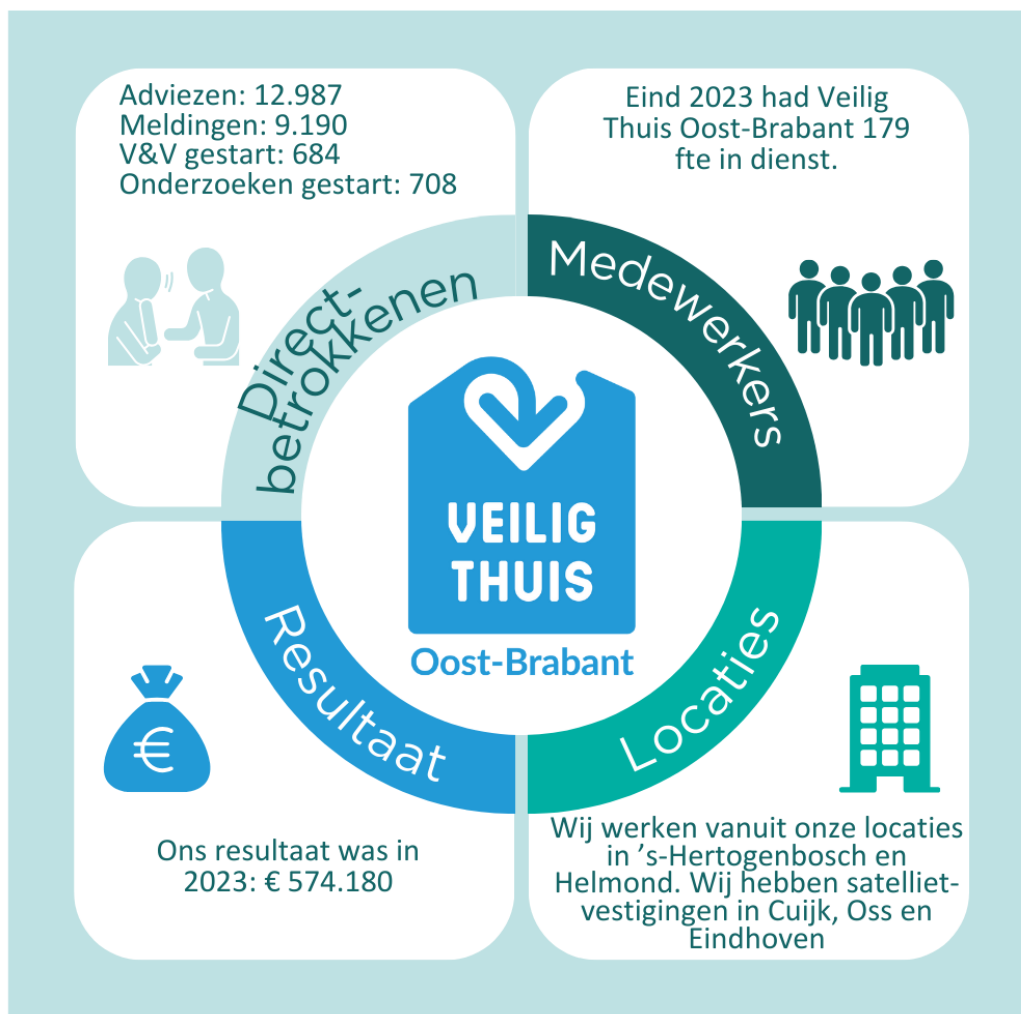 Adviezen: 12.987
Meldingen: 9.190
V&V gestart: 684
Onderzoeken gestart: 708
Eind 2023 had Veilig
Thuis Oost-Brabant 179
fte in dienst.
Direct-
betrokkenen
Medewerkers
VEILIG
THUIS
Oost-Brabant
Resultaat
Locaties
€
Ons resultaat was in
2023: € 574.180
Wij werken vanuit onze locaties
in ’s-Hertogenbosch en
Helmond. Wij hebben satelliet-
vestigingen in Cuijk, Oss en
Eindhoven